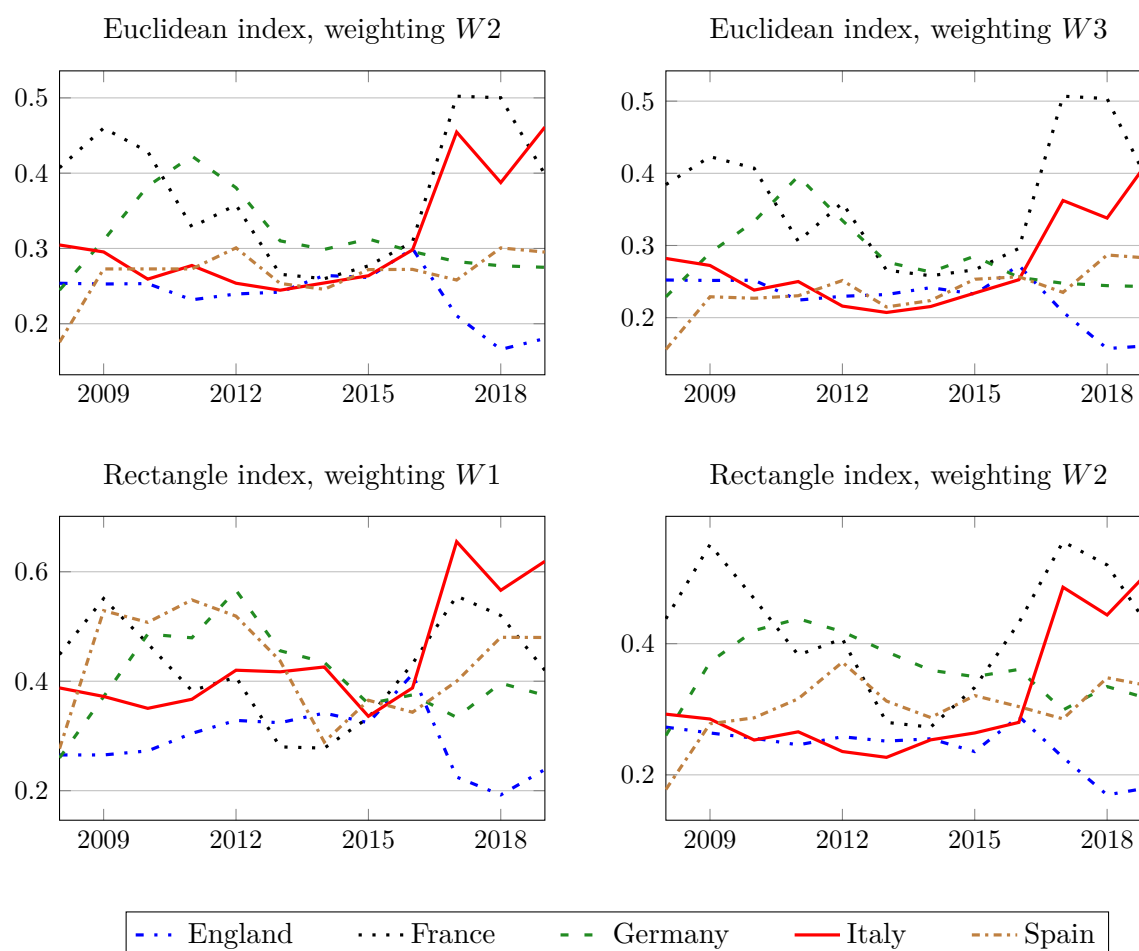 Euclidean index, weighting W2
Euclidean index, weighting W3
0.5
0.4
0.3
0.2
2009 2012 2015 2018
0.5
0.4
0.3
0.2
2009 2012 2015 2018
Rectangle index, weighting W1
Rectangle index, weighting W2
0.6
0.4
0.2
2009 2012 2015 2018
0.4
0.2
2009 2012 2015 2018
England France Germany Italy Spain